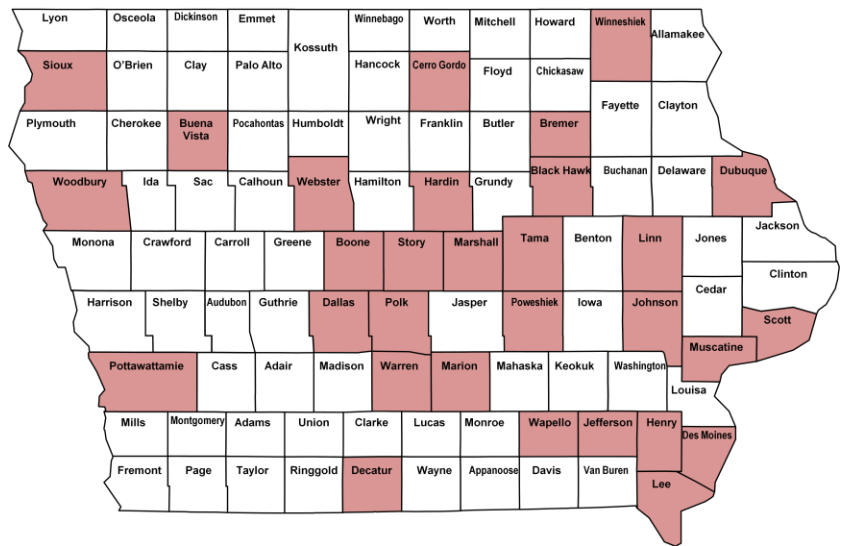 Lyon
Osceola
Dickinson
Emmet
Winnebago
Worth
Mitchell
Howard
Winneshiek
Allamakee
Kossuth
Sioux
O'Brien
Clay
Palo Alto
Hancock
Cerro Gordo
Floyd
Chickasaw
Fayette
Clayton
Plymouth
Cherokee
Buena
Vista
Pocahontas
Humboldt
Wright
Franklin
Butler
Bremer
Woodbury
Ida
Sac
Calhoun
Webster
Hamilton
Hardin
Grundy
Black Hawk
Buchanan
Delaware
Dubuque
Monona
Crawford
Carroll
Greene
Boone
Story
Marshall
Tama
Benton
Linn
Jones
Jackson
Clinton
Cedar
Harrison
Shelby
Audubon
Guthrie
Dallas
Polk
Jasper
Poweshiek
Iowa
Johnson
Scott
Muscatine
Pottawattamie
Cass
Adair
Madison
Warren
Marion
Mahaska
Keokuk
Washington
Louisa
Mills
Montgomery
Adams
Union
Clarke
Lucas
Monroe
Wapello
Jefferson
Henry
Des Moines
Fremont
Page
Taylor
Ringgold
Decatur
Wayne
Appanoose
Davis
Van Buren
Lee